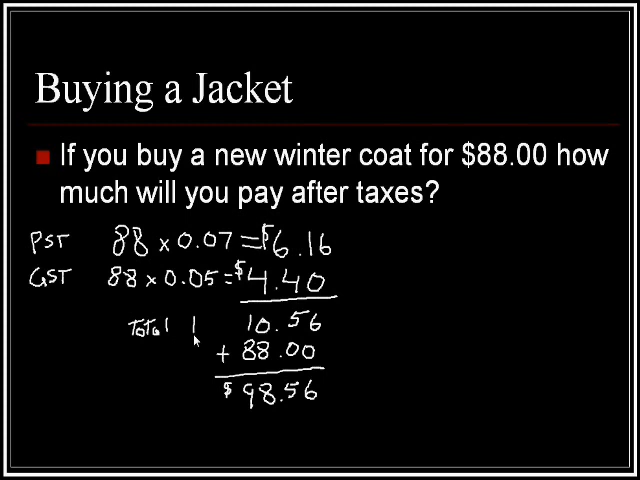 Buying a Jacket
If you buy a new winter coat for $88.00 how
much will you pay after taxes?
PST 88 x 0.07 = $6.16
GST 88 x 0.05 = $4.40
Total 1 10.56
+ 88.00
$98.56